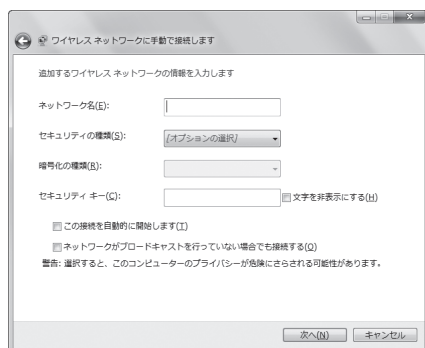 ワイヤレス ネットワークに手動で接続します
追加するワイヤレス ネットワークの情報を入力します
ネットワーク名(E):
セキュリティの種類(S): [オプションの選択]
暗号化の種類(R):
セキュリティ キー(C): 文字を非表示にする(H)
この接続を自動的に開始します(T)
ネットワークがブロードキャストを行っていない場合でも接続する(O)
警告: 選択すると、このコンピューターのプライバシーが危険にさらされる可能性があります。
次へ(N) キャンセル